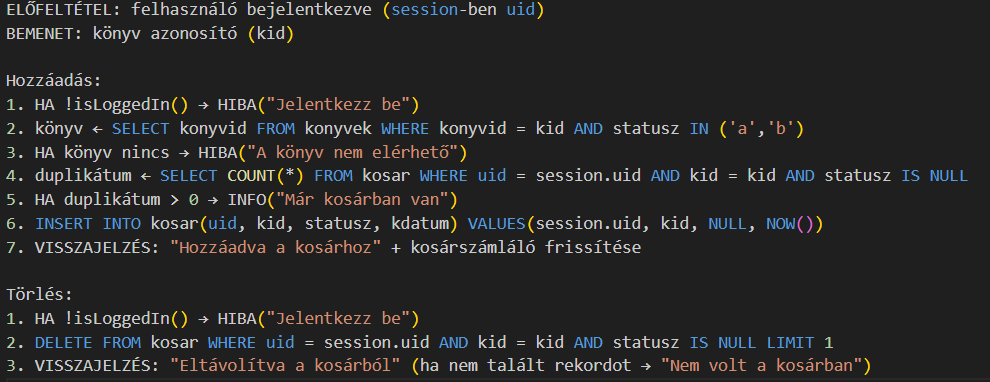 ELŐFELTÉTEL: felhasználó bejelentkezve (session-ben uid)
BEMENET: könyv azonosító (kid)
Hozzáadás:
1. HA !isLoggedIn() → HIBA("Jelentkezz be")
2. könyv ← SELECT konyvid FROM konyvek WHERE konyvid = kid AND statusz IN ('a','b')
3. HA könyv nincs → HIBA("A könyv nem elérhető")
4. duplikátum ← SELECT COUNT(*) FROM kosar WHERE uid = session.uid AND kid = kid AND statusz IS NULL
5. HA duplikátum > 0 → INFO("Már kosárban van")
6. INSERT INTO kosar(uid, kid, statusz, kdatum) VALUES(session.uid, kid, NULL, NOW())
7. VISSZAJELZÉS: "Hozzáadva a kosárhoz" + kosárszámláló frissítése
Törlés:
1. HA !isLoggedIn() → HIBA("Jelentkezz be")
2. DELETE FROM kosar WHERE uid = session.uid AND kid = kid AND statusz IS NULL LIMIT 1
3. VISSZAJELZÉS: "Eltávolítva a kosárból" (ha nem talált rekordot → "Nem volt a kosárban")